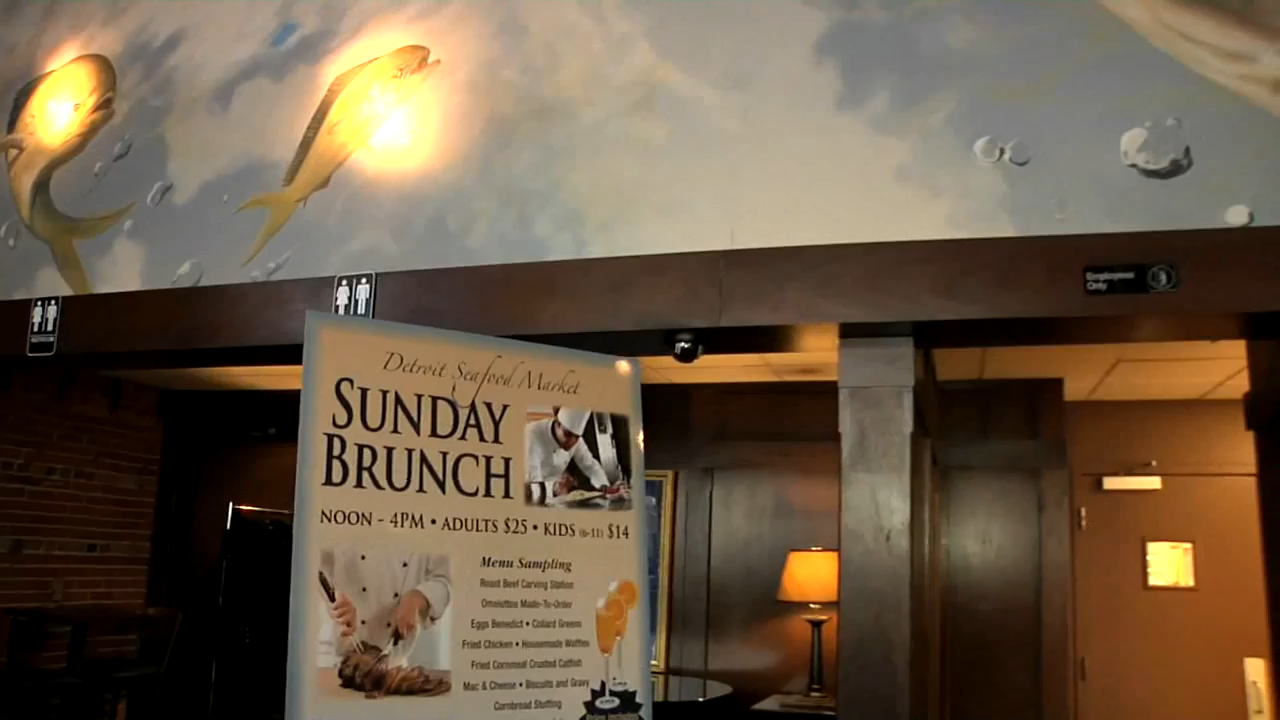 Employees
Only
Detroit Seafood Market
SUNDAY
BRUNCH
NOON - 4PM • ADULTS $25 • KIDS (6-11) $14
Menu Sampling
Roast Beef Carving Station
Omelettes Made-To-Order
Eggs Benedict • Collard Greens
Fried Chicken • Housemade Waffles
Fried Cornmeal Crusted Catfish
Mac & Cheese • Biscuits and Gravy
Cornbread Stuffing